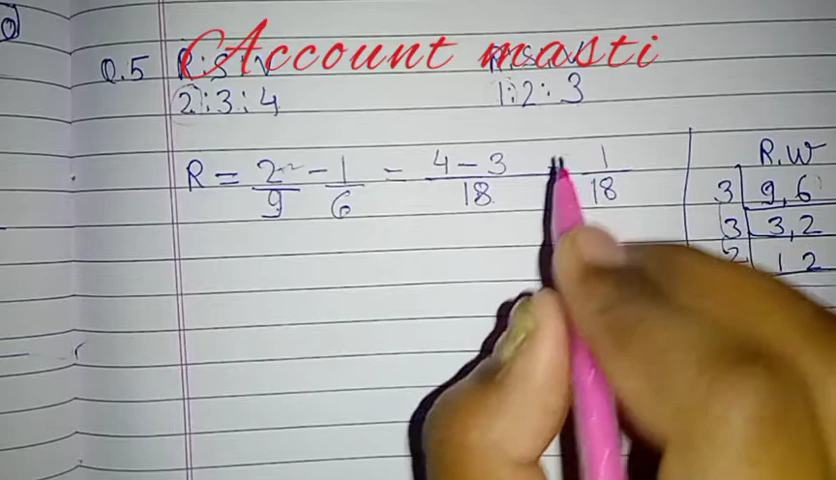 Account masti
Q.5 R:S:V
2:3:4 1:2:3
R = 2/9 - 1/6 = 4-3/18 = 1/18
R.W
3 | 9, 6
3 | 3, 2
2 | 1 2